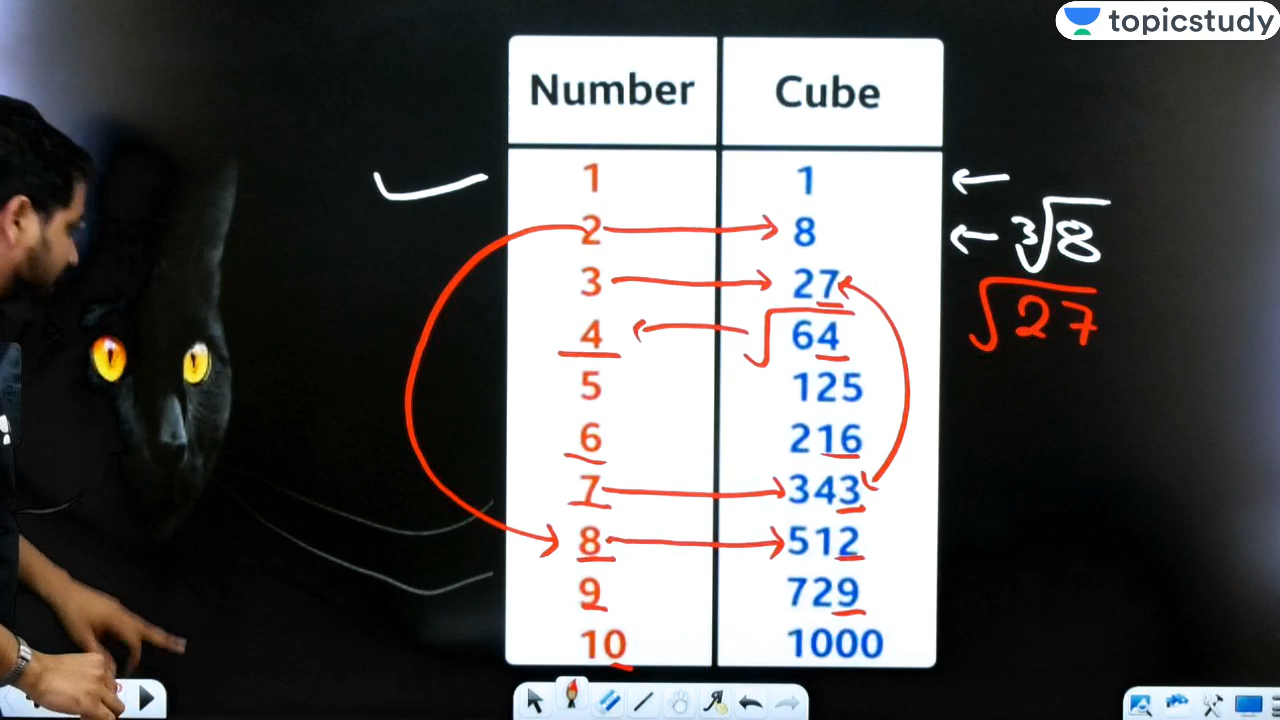 topicstudy
Number Cube
1 1
2 8 ∛8
3 27 √27
4 √64
5 125
6 216
7 343
8 512
9 729
10 1000